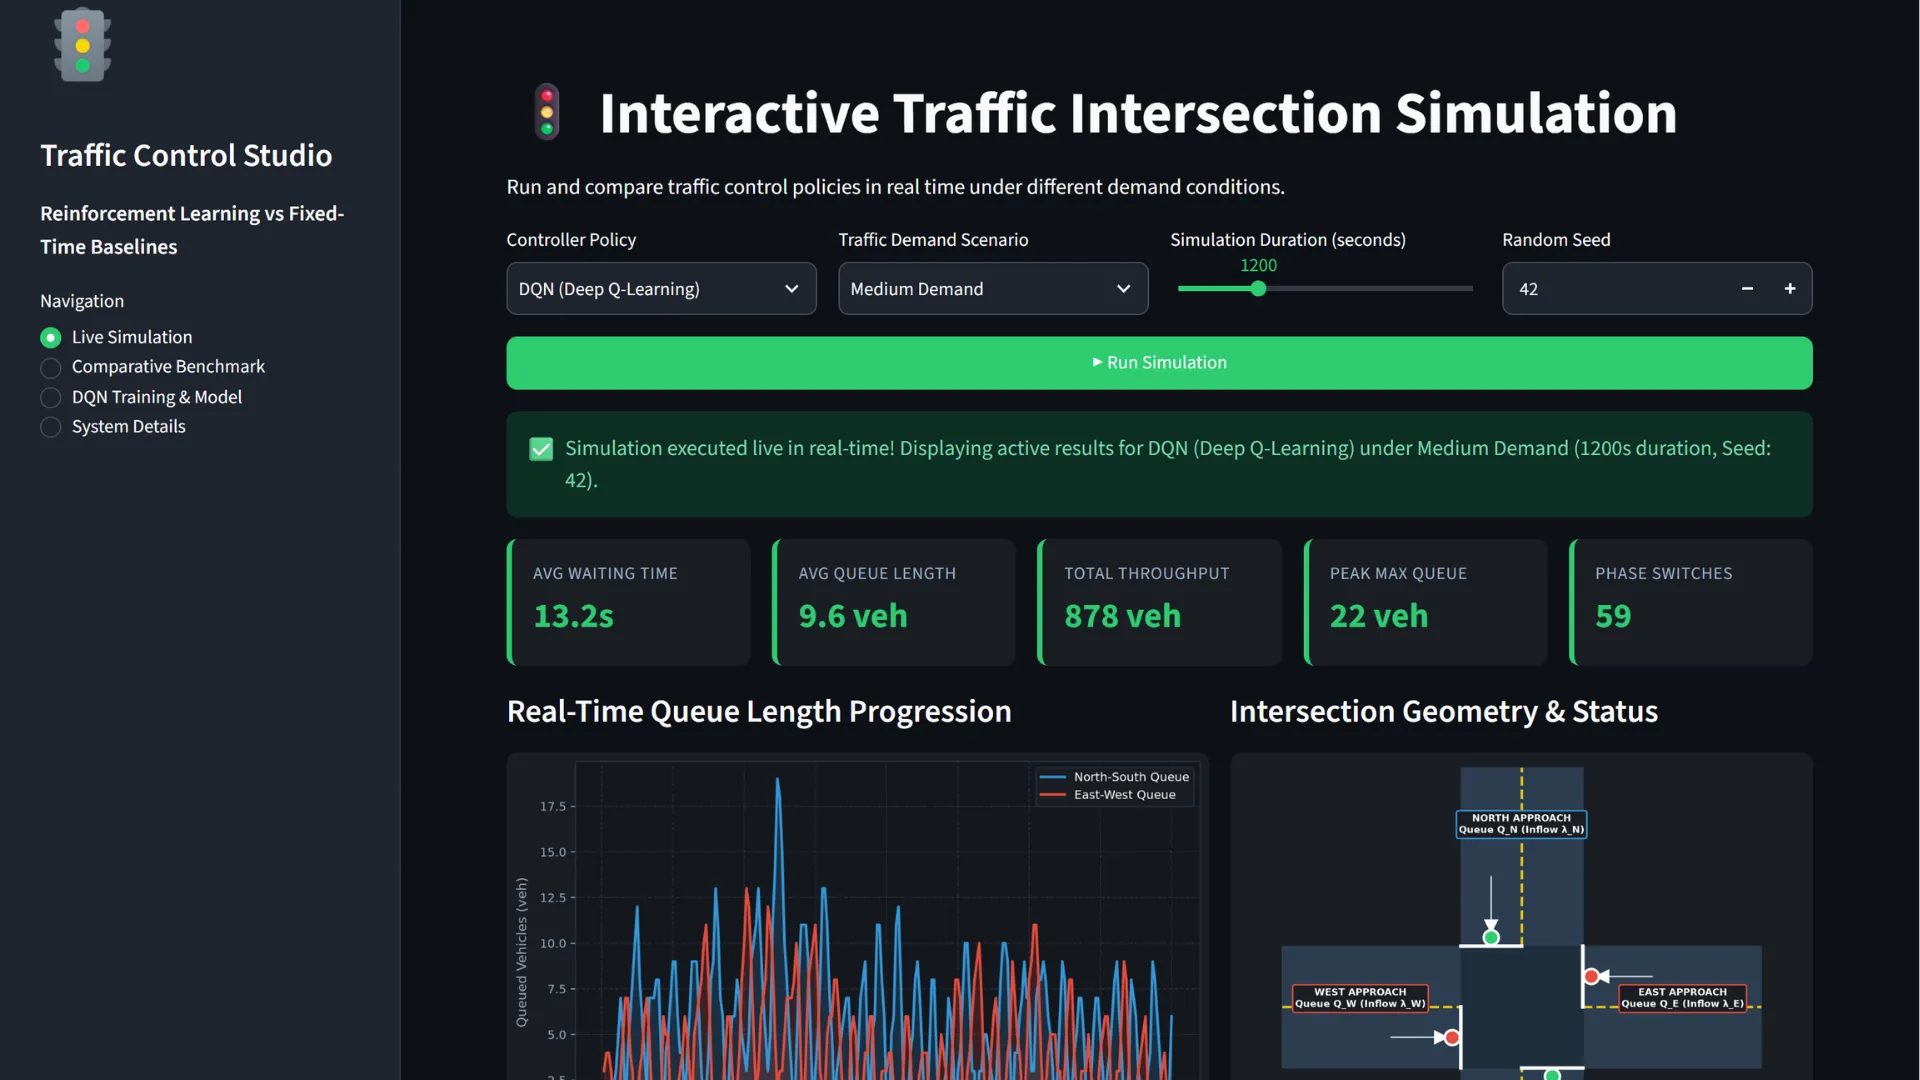 Traffic Control Studio
Reinforcement Learning vs Fixed-
Time Baselines
Navigation
Live Simulation
Comparative Benchmark
DQN Training & Model
System Details
Interactive Traffic Intersection Simulation
Run and compare traffic control policies in real time under different demand conditions.
Controller Policy
DQN (Deep Q-Learning)
Traffic Demand Scenario
Medium Demand
Simulation Duration (seconds)
1200
Random Seed
42
Run Simulation
Simulation executed live in real-time! Displaying active results for DQN (Deep Q-Learning) under Medium Demand (1200s duration, Seed:
42).
AVG WAITING TIME
13.2s
AVG QUEUE LENGTH
9.6 veh
TOTAL THROUGHPUT
878 veh
PEAK MAX QUEUE
22 veh
PHASE SWITCHES
59
Real-Time Queue Length Progression
North-South Queue
East-West Queue
Queued Vehicles (veh)
17.5
15.0
12.5
10.0
7.5
5.0
2.5
Intersection Geometry & Status
NORTH APPROACH
Queue Q_N (Inflow λ_N)
WEST APPROACH
Queue Q_W (Inflow λ_W)
EAST APPROACH
Queue Q_E (Inflow λ_E)